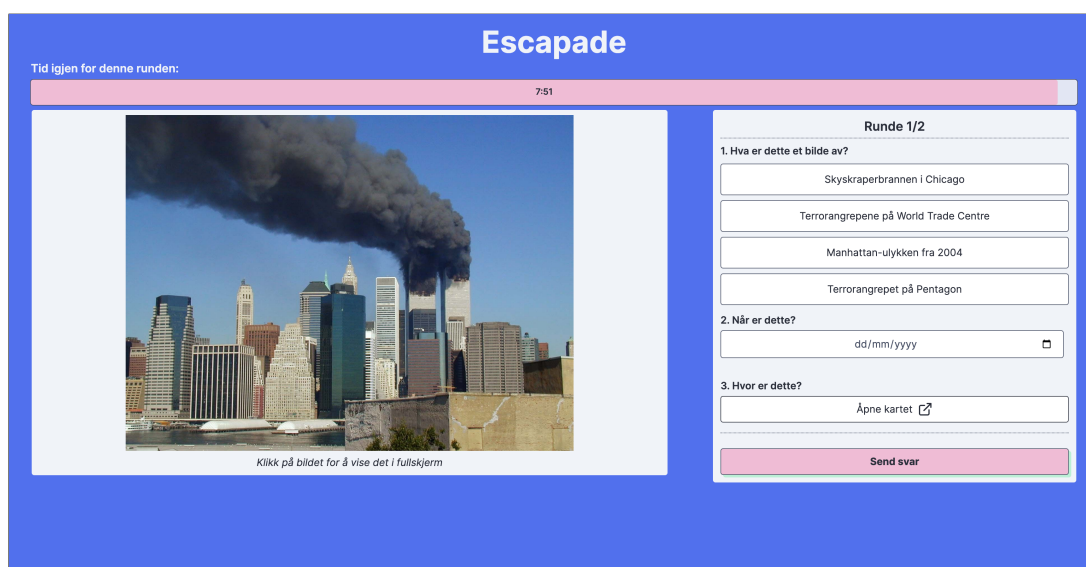 Escapade
Tid igjen for denne runden:
7:51
Klikk på bildet for å vise det i fullskjerm
Runde 1/2
1. Hva er dette et bilde av?
Skyskraperbrannen i Chicago
Terrorangrepene på World Trade Centre
Manhattan-ulykken fra 2004
Terrorangrepet på Pentagon
2. Når er dette?
dd/mm/yyyy
3. Hvor er dette?
Åpne kartet
Send svar